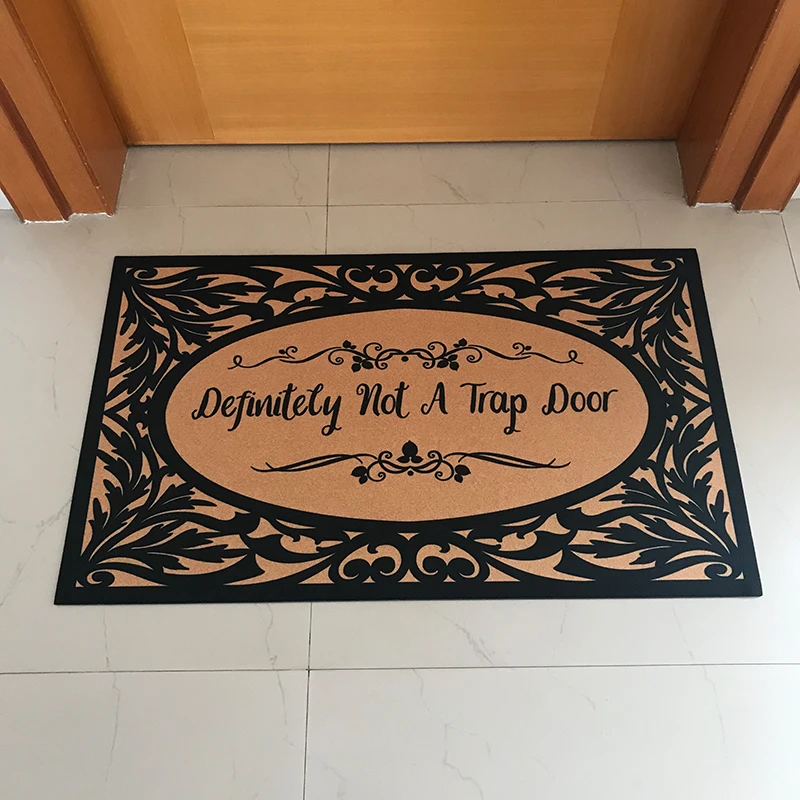 Definitely Not A Trap Door